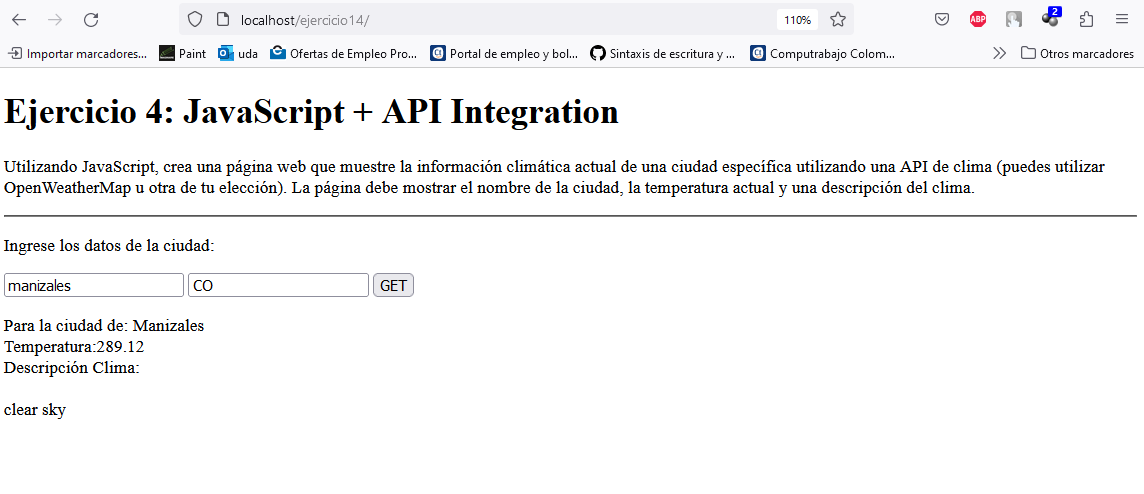 localhost/ejercicio14/
110%
ABP
2
Importar marcadores...
Paint
uda
Ofertas de Empleo Pro...
Portal de empleo y bol...
Sintaxis de escritura y ...
Computrabajo Colom...
Otros marcadores
Ejercicio 4: JavaScript + API Integration
Utilizando JavaScript, crea una página web que muestre la información climática actual de una ciudad específica utilizando una API de clima (puedes utilizar
OpenWeatherMap u otra de tu elección). La página debe mostrar el nombre de la ciudad, la temperatura actual y una descripción del clima.
Ingrese los datos de la ciudad:
manizales CO GET
Para la ciudad de: Manizales
Temperatura:289.12
Descripción Clima:
clear sky